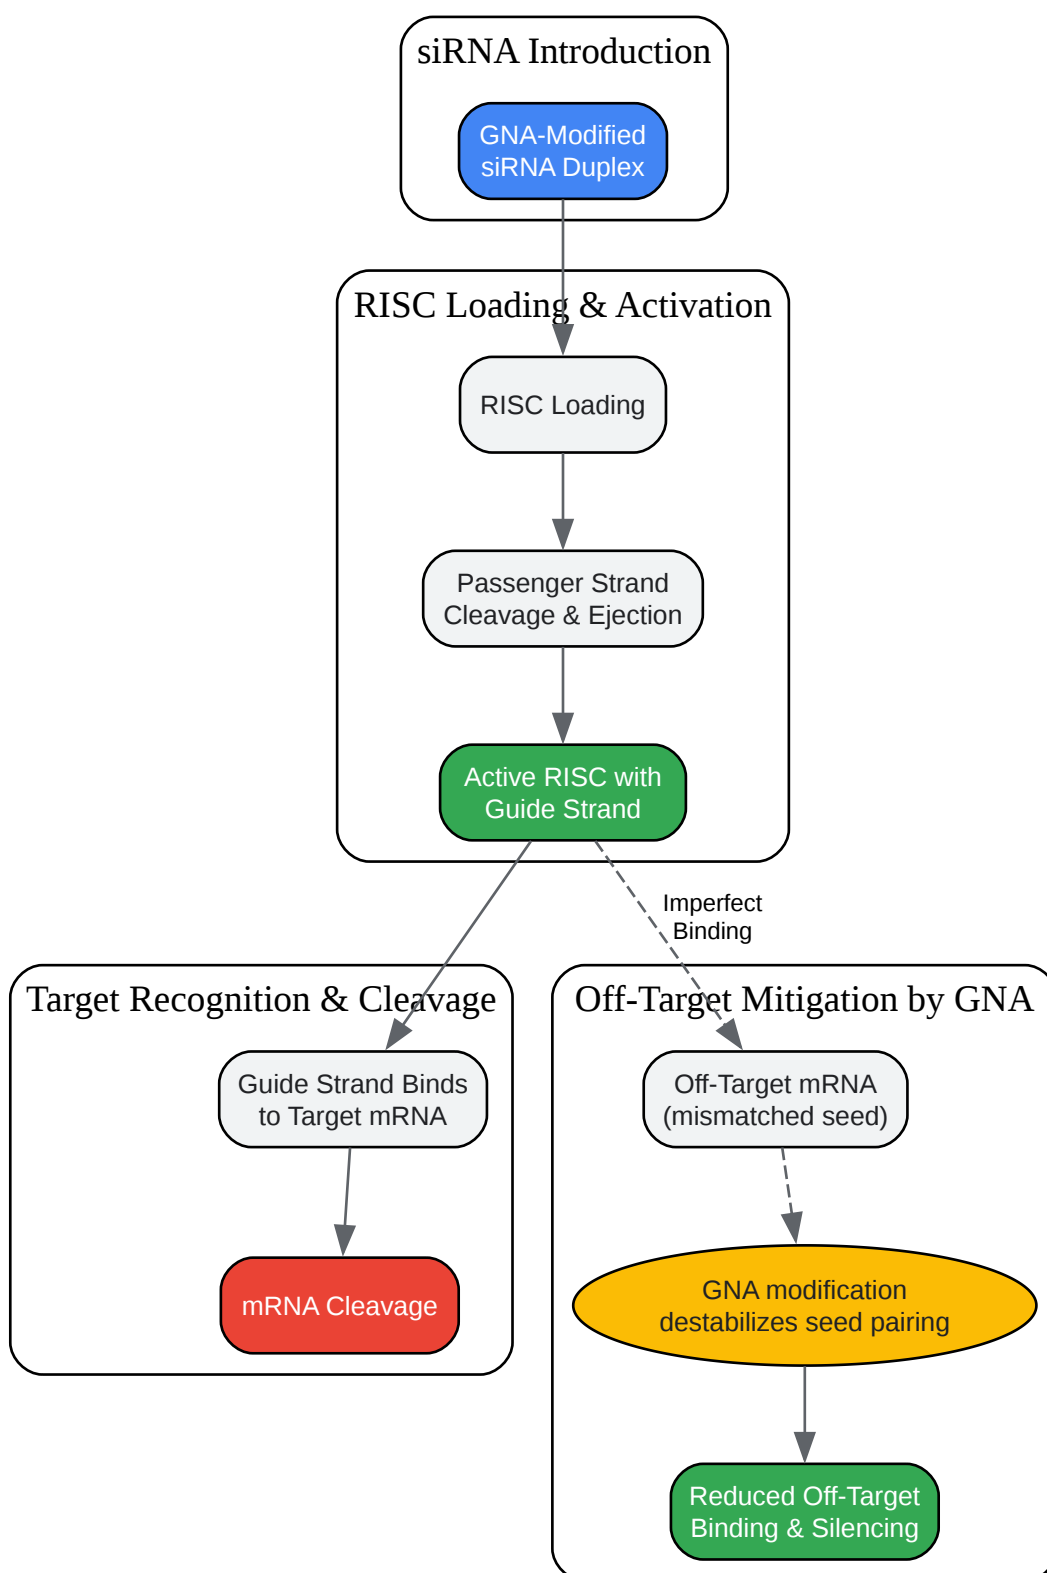 siRNA Introduction
GNA-Modified
siRNA Duplex
RISC Loading & Activation
RISC Loading
Passenger Strand
Cleavage & Ejection
Active RISC with
Guide Strand
Imperfect
Binding
Target Recognition & Cleavage
Guide Strand Binds
to Target mRNA
mRNA Cleavage
Off-Target Mitigation by GNA
Off-Target mRNA
(mismatched seed)
GNA modification
destabilizes seed pairing
Reduced Off-Target
Binding & Silencing